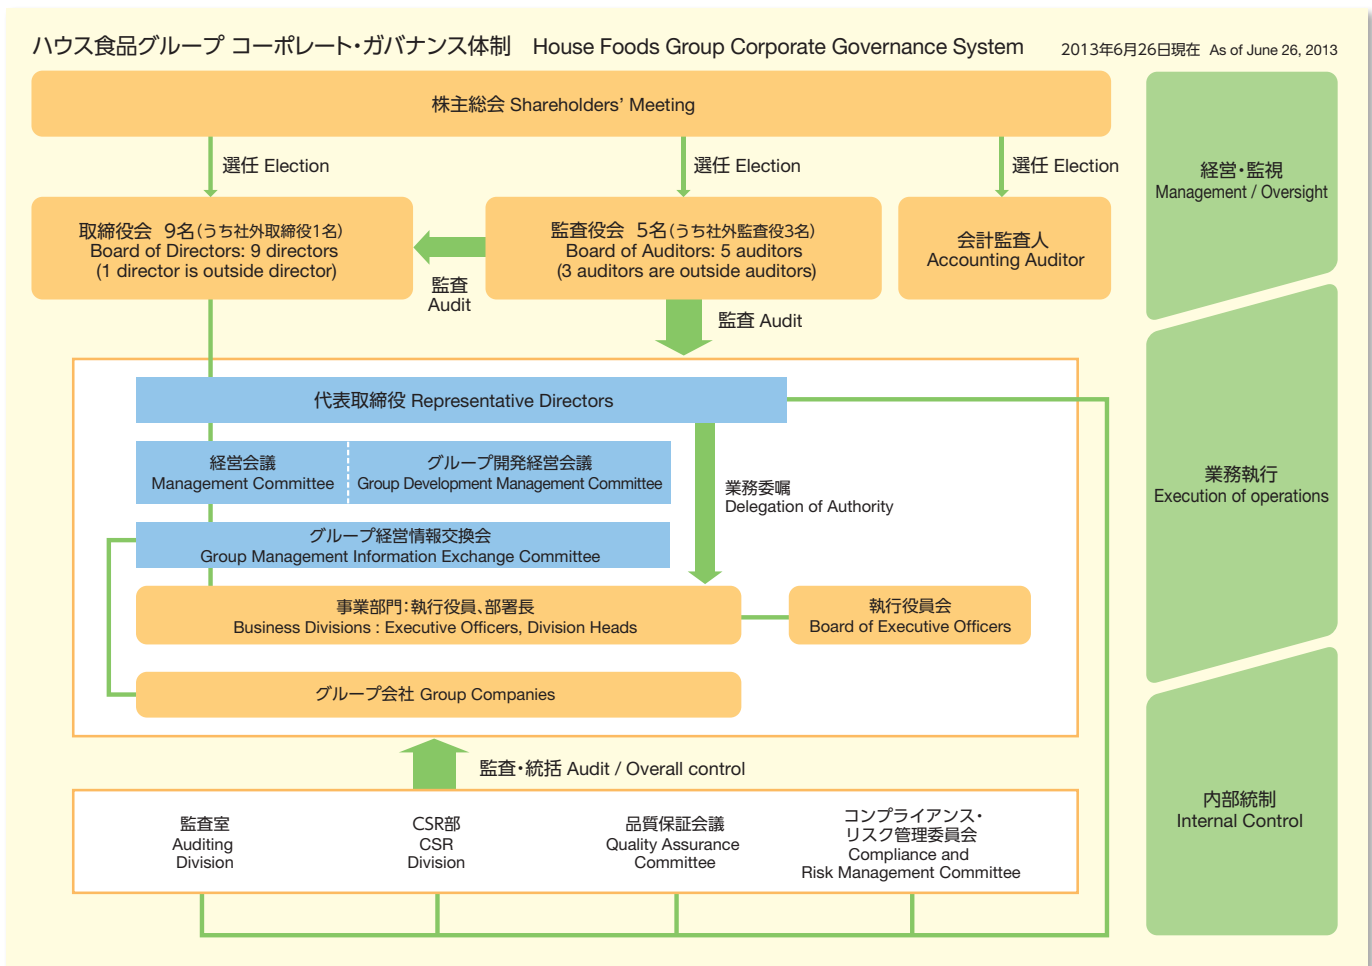 ハウス食品グループ コーポレート・ガバナンス体制 House Foods Group Corporate Governance System
2013年6月26日現在 As of June 26, 2013
株主総会 Shareholders' Meeting
選任 Election
選任 Election
選任 Election
取締役会 9名(うち社外取締役1名)
Board of Directors: 9 directors
(1 director is outside director)
監査
Audit
監査役会 5名(うち社外監査役3名)
Board of Auditors: 5 auditors
(3 auditors are outside auditors)
会計監査人
Accounting Auditor
監査 Audit
代表取締役 Representative Directors
経営会議
Management Committee
グループ開発経営会議
Group Development Management Committee
業務委嘱
Delegation of Authority
グループ経営情報交換会
Group Management Information Exchange Committee
事業部門:執行役員、部署長
Business Divisions : Executive Officers, Division Heads
執行役員会
Board of Executive Officers
グループ会社 Group Companies
監査・統括 Audit / Overall control
監査室
Auditing
Division
CSR部
CSR
Division
品質保証会議
Quality Assurance
Committee
コンプライアンス・
リスク管理委員会
Compliance and
Risk Management Committee
経営・監視
Management / Oversight
業務執行
Execution of operations
内部統制
Internal Control